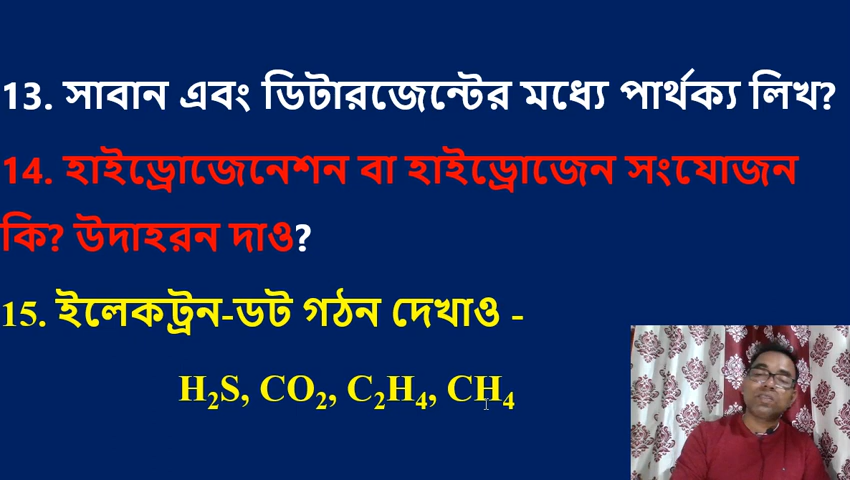 13. সাবান এবং ডিটারজেন্টের মধ্যে পার্থক্য লিখ?
14. হাইড্রোজেনেশন বা হাইড্রোজেন সংযোজন
কি? উদাহরন দাও?
15. ইলেকট্রন-ডট গঠন দেখাও -
H₂S, CO₂, C₂H₄, CH₄